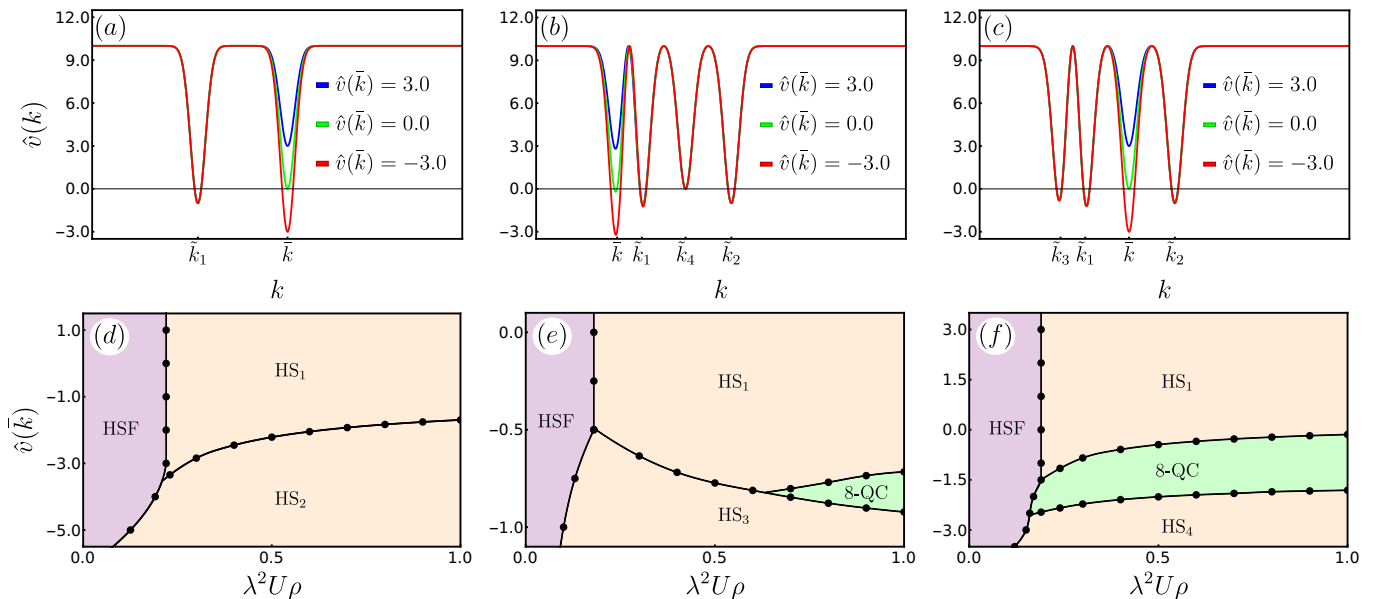 (a)
12.0
9.0
6.0
3.0
0.0
−3.0
v̂(k)
v̂(k̄) = 3.0
v̂(k̄) = 0.0
v̂(k̄) = −3.0
k̃₁ k̄
k
(b)
12.0
9.0
6.0
3.0
0.0
−3.0
v̂(k̄) = 3.0
v̂(k̄) = 0.0
v̂(k̄) = −3.0
k̄ k̃₁ k̃₄ k̃₂
k
(c)
12.0
9.0
6.0
3.0
0.0
−3.0
v̂(k̄) = 3.0
v̂(k̄) = 0.0
v̂(k̄) = −3.0
k̃₃ k̃₁ k̄ k̃₂
k
(d)
1.0
−1.0
−3.0
−5.0
v̂(k̄)
HS₁
HSF
HS₂
0.0 0.5 1.0
λ²Uρ
(e)
0.0
−0.5
−1.0
HS₁
HSF
8-QC
HS₃
0.0 0.5 1.0
λ²Uρ
(f)
3.0
1.5
0.0
−1.5
−3.0
HS₁
HSF
8-QC
HS₄
0.0 0.5 1.0
λ²Uρ